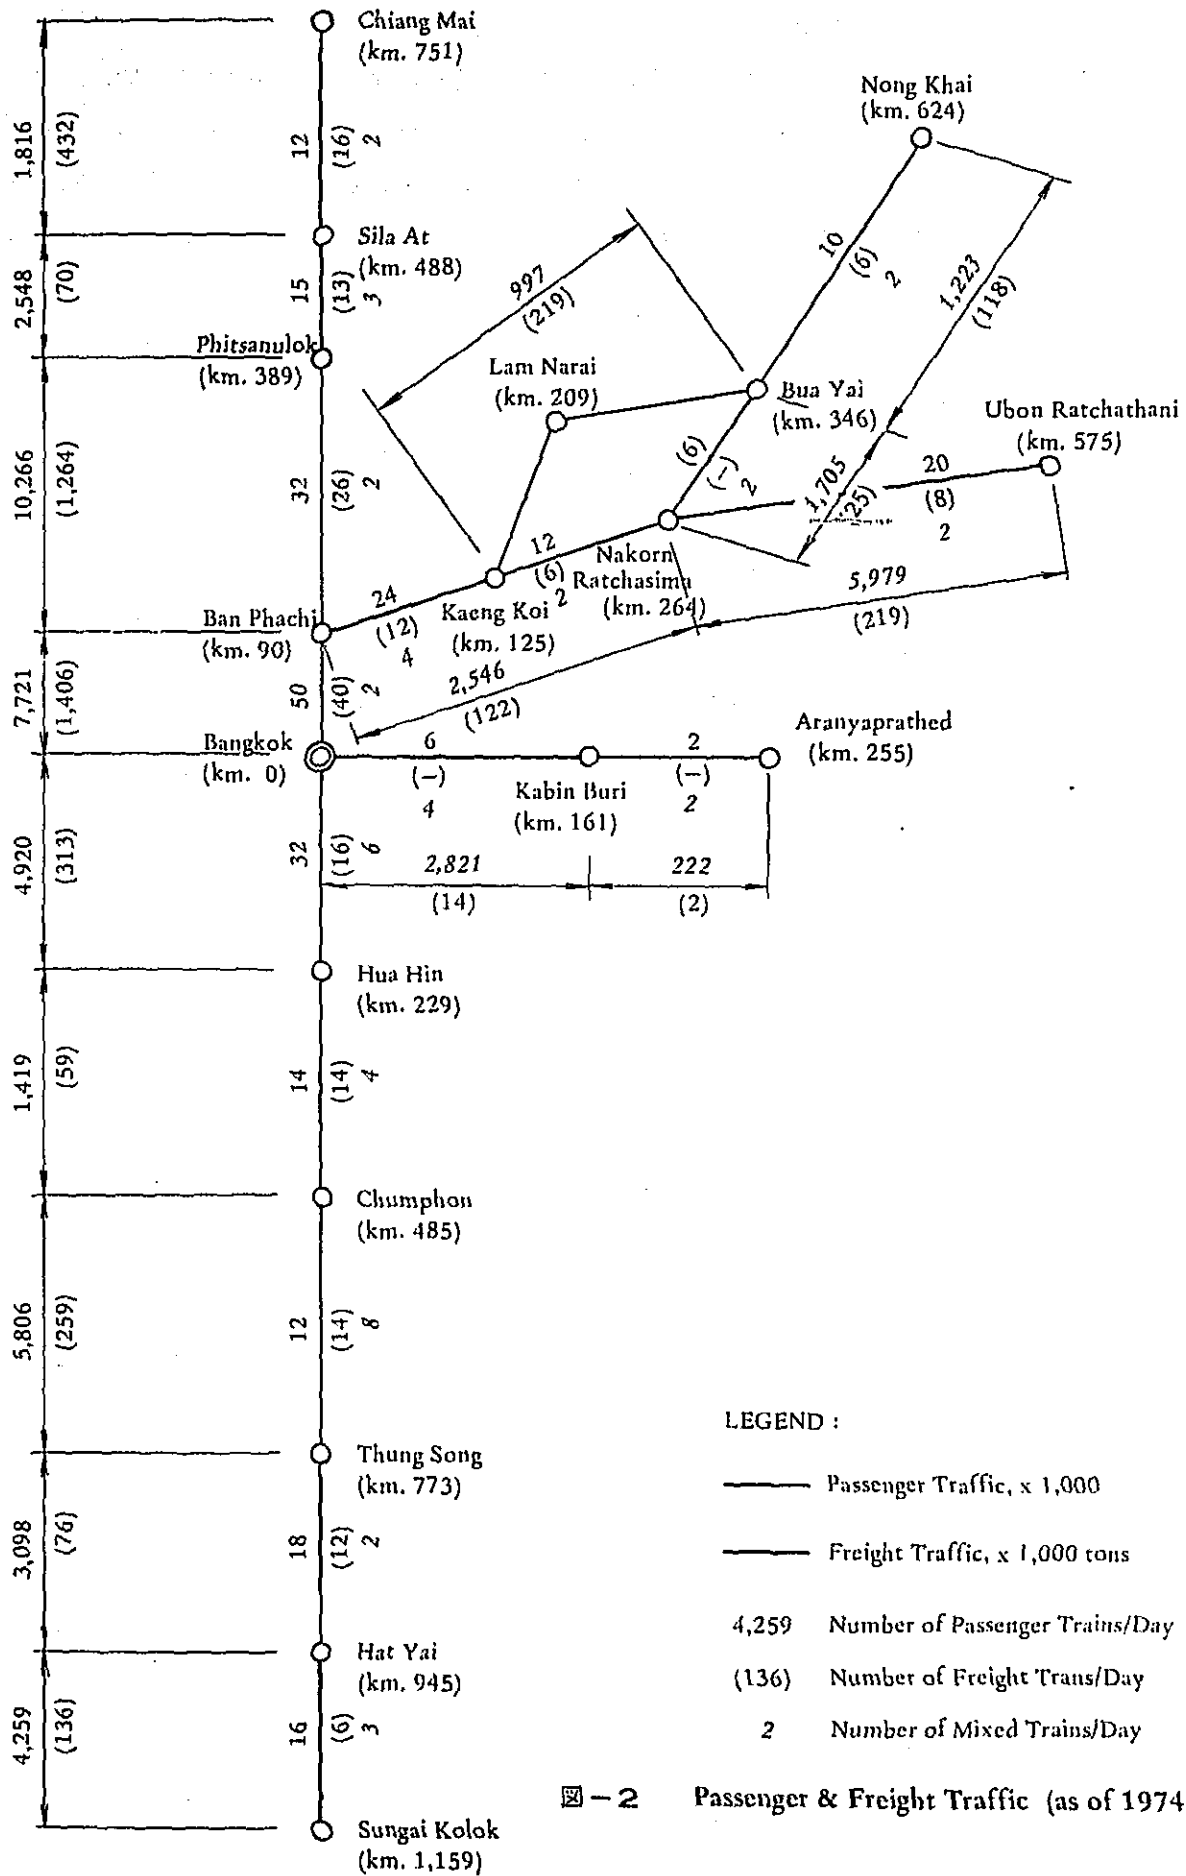 Chiang Mai
(km. 751)
1,816
(432)
12
(16)
2
Sila At
(km. 488)
2,548
(70)
15
(13)
3
Phitsanulok
(km. 389)
10,266
(1,264)
32
(26)
2
Ban Phachi
(km. 90)
7,721
(1,406)
50
(40)
2
Bangkok
(km. 0)
4,920
(313)
32
(16)
6
Hua Hin
(km. 229)
1,419
(59)
14
(14)
4
Chumphon
(km. 485)
5,806
(259)
12
(14)
8
Thung Song
(km. 773)
3,098
(76)
18
(12)
2
Hat Yai
(km. 945)
4,259
(136)
16
(6)
3
Sungai Kolok
(km. 1,159)
Nong Khai
(km. 624)
10
(6)
2
1,223
(118)
997
(219)
Lam Narai
(km. 209)
Bua Yai
(km. 346)
Ubon Ratchathani
(km. 575)
(6)
(-)
2
1,705
20
(8)
2
12
(6)
2
Nakorn
Ratchasima
(km. 264)
5,979
(219)
24
(12)
4
Kaeng Koi
(km. 125)
2,546
(122)
6
(-)
4
Kabin Buri
(km. 161)
2
(-)
2
Aranyaprathed
(km. 255)
2,821
(14)
222
(2)
LEGEND :
Passenger Traffic, x 1,000
Freight Traffic, x 1,000 tons
4,259 Number of Passenger Trains/Day
(136) Number of Freight Trans/Day
2 Number of Mixed Trains/Day
図-2 Passenger & Freight Traffic (as of 1974